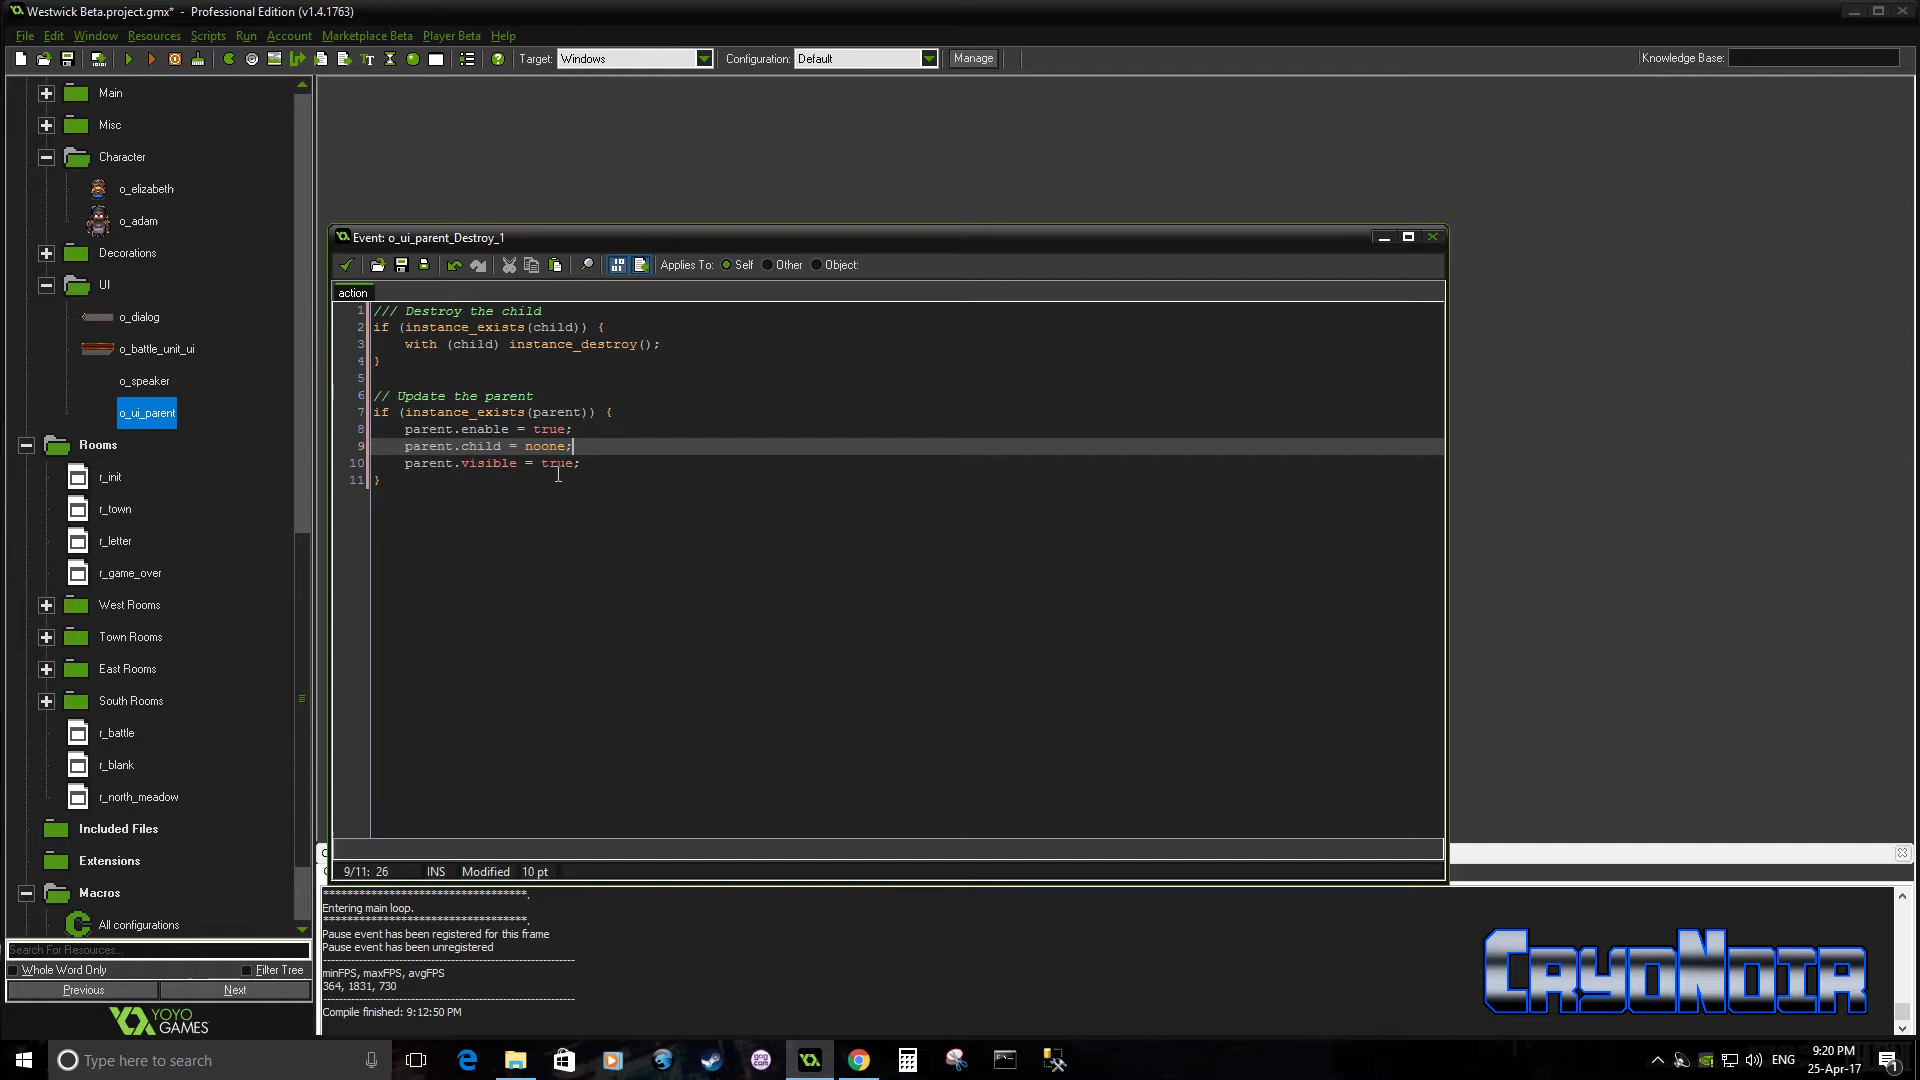 Westwick Beta.project.gmx* - Professional Edition (v1.4.1763)
File Edit Window Resources Scripts Run Account Marketplace Beta Player Beta Help
Target: Windows Configuration: Default Manage Knowledge Base:
Main
Misc
Character
o_elizabeth
o_adam
Decorations
UI
o_dialog
o_battle_unit_ui
o_speaker
o_ui_parent
Rooms
r_init
r_town
r_letter
r_game_over
West Rooms
Town Rooms
East Rooms
South Rooms
r_battle
r_blank
r_north_meadow
Included Files
Extensions
Macros
All configurations
Search For Resources...
Whole Word Only Filter Tree
Previous Next
YOYO
GAMES
Event: o_ui_parent_Destroy_1
Applies To: Self Other Object:
action
1 /// Destroy the child
2 if (instance_exists(child)) {
3 with (child) instance_destroy();
4 }
5
6 // Update the parent
7 if (instance_exists(parent)) {
8 parent.enable = true;
9 parent.child = noone;
10 parent.visible = true;
11 }
9/11: 26 INS Modified 10 pt
Entering main loop.
Pause event has been registered for this frame
Pause event has been unregistered
minFPS, maxFPS, avgFPS
364, 1831, 730
Compile finished: 9:12:50 PM
CRYONOIR
Type here to search
gog
com
ENG
9:20 PM
25-Apr-17
1